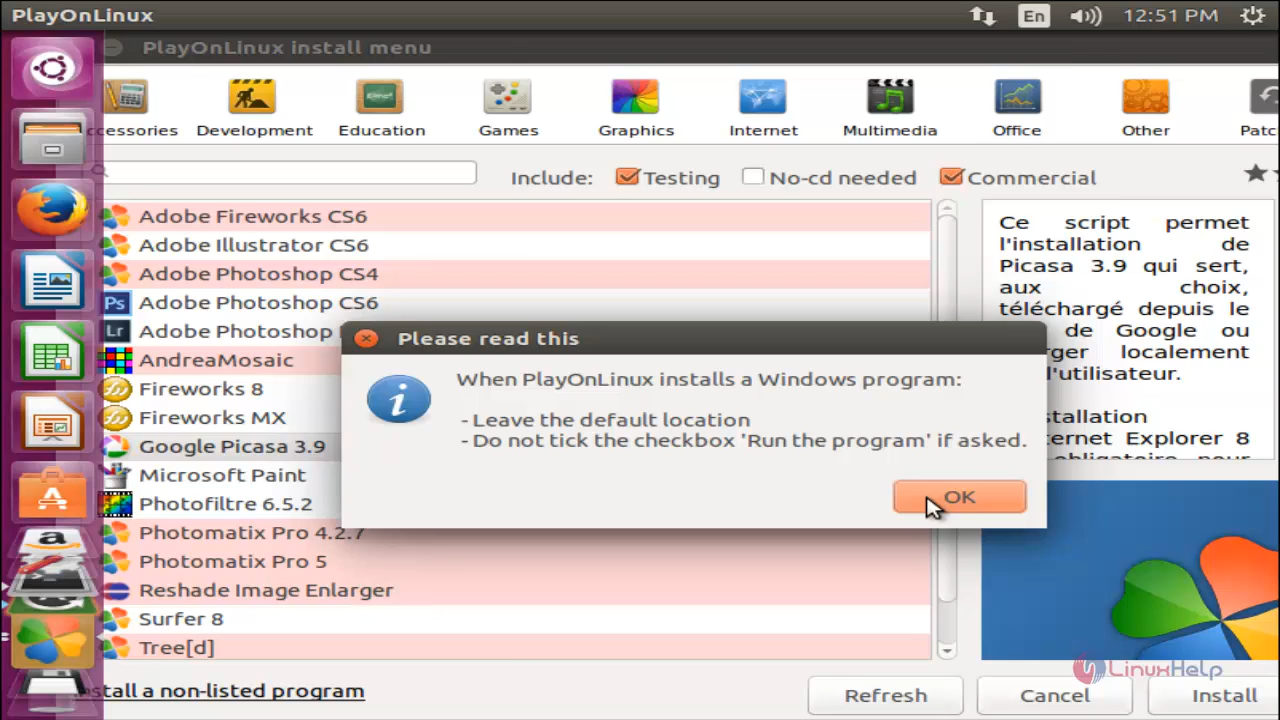 PlayOnLinux
En
12:51 PM
PlayOnLinux install menu
ccessories
Development
Education
Games
Graphics
Internet
Multimedia
Office
Other
Patc
Include:
Testing
No-cd needed
Commercial
Adobe Fireworks CS6
Adobe Illustrator CS6
Adobe Photoshop CS4
Ps
Adobe Photoshop CS6
Lr
Adobe Photoshop
AndreaMosaic
Fireworks 8
Fireworks MX
Google Picasa 3.9
Microsoft Paint
Photofiltre 6.5.2
Photomatix Pro 4.2.7
Photomatix Pro 5
Reshade Image Enlarger
Surfer 8
Tree[d]
Ce script permet
l'installation de
Picasa 3.9 qui sert,
aux choix,
téléchargé depuis le
de Google ou
rger localement
l'utilisateur.
stallation
ternet Explorer 8
Please read this
When PlayOnLinux installs a Windows program:
- Leave the default location
- Do not tick the checkbox 'Run the program' if asked.
OK
LinuxHelp
stall a non-listed program
Refresh
Cancel
Install